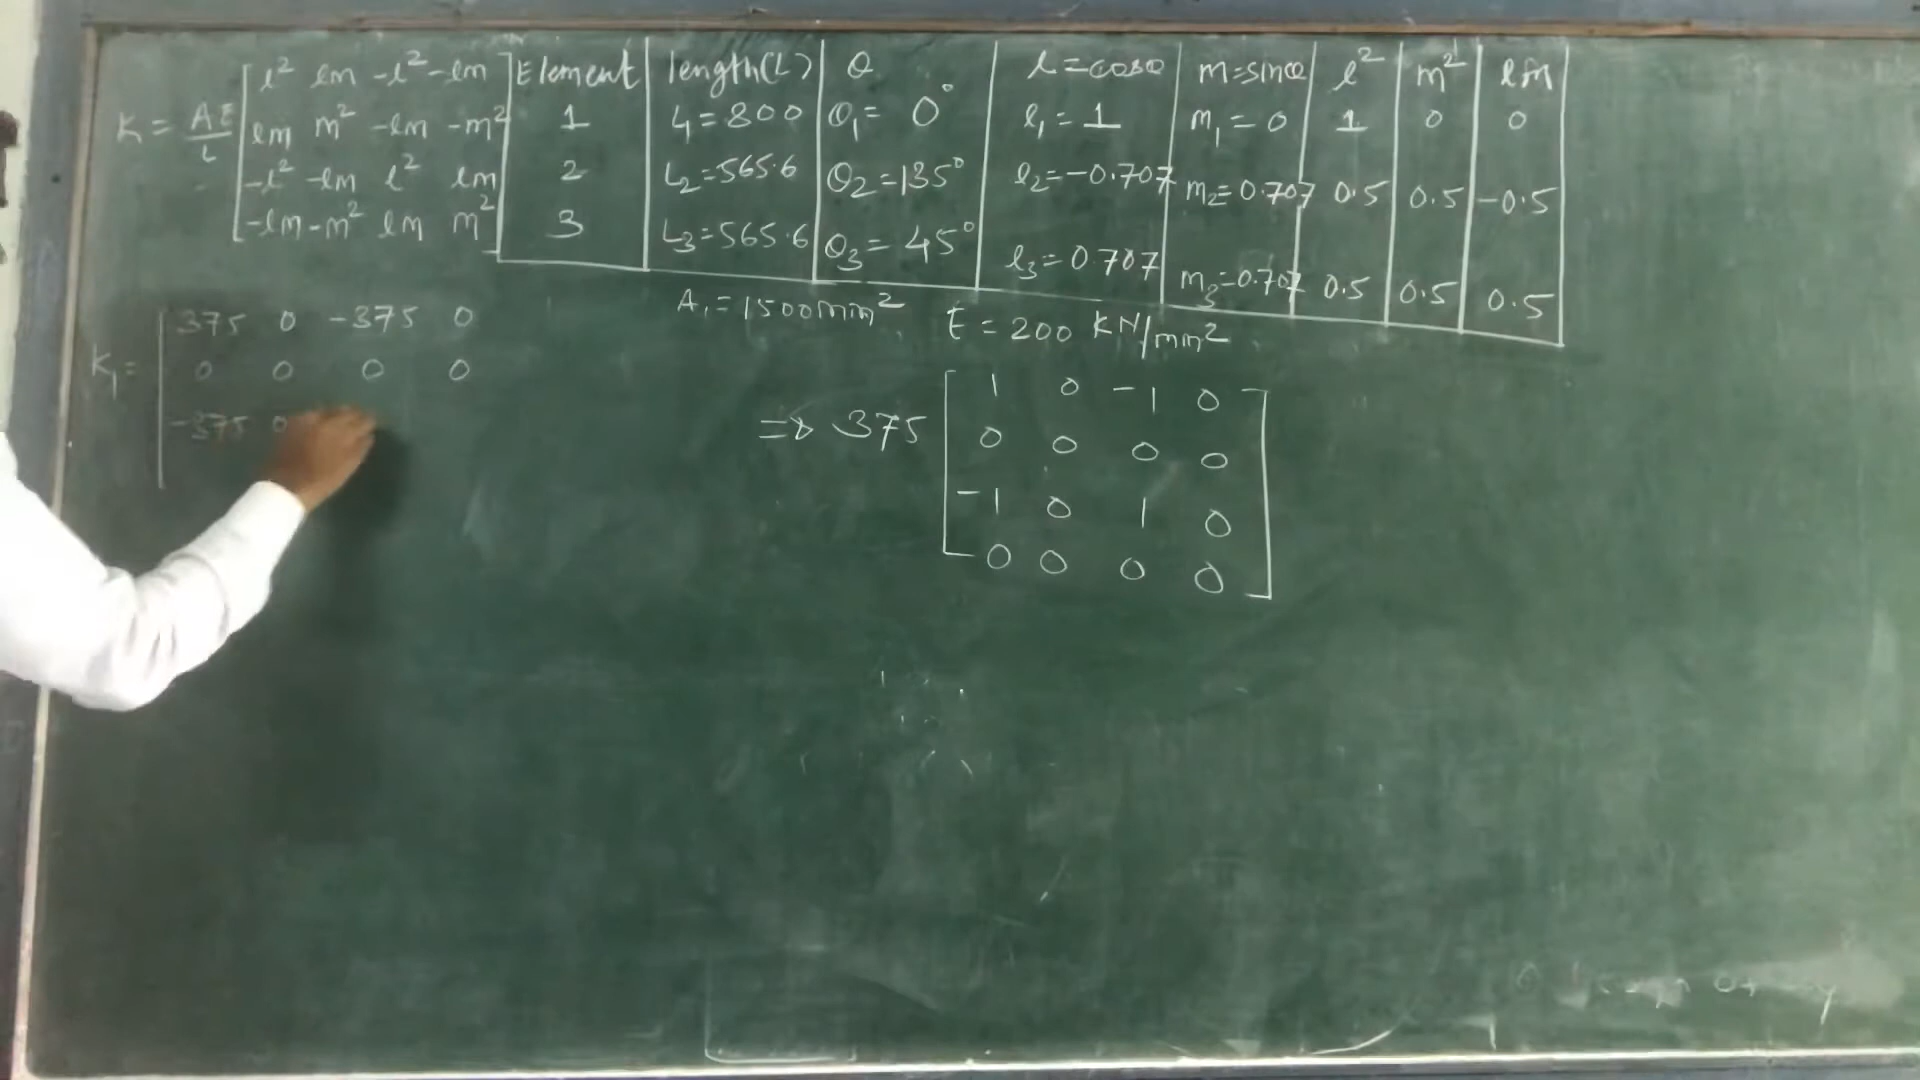 K = AE/L [l² lm -l² -lm
lm m² -lm -m²
-l² -lm l² lm
-lm -m² lm m²]
Element length(L) θ l=cosθ m=sinθ l² m² lm
1 L₁=800 θ₁= 0° l₁=1 m₁=0 1 0 0
2 L₂=565.6 θ₂=135° l₂=-0.707 m₂=0.707 0.5 0.5 -0.5
3 L₃=565.6 θ₃=45° l₃=0.707 m₃=0.707 0.5 0.5 0.5
A₁=1500mm² E=200 KN/mm²
K₁= 375 0 -375 0
0 0 0 0
-375 0
=> 375 [1 0 -1 0
0 0 0 0
-1 0 1 0
0 0 0 0]